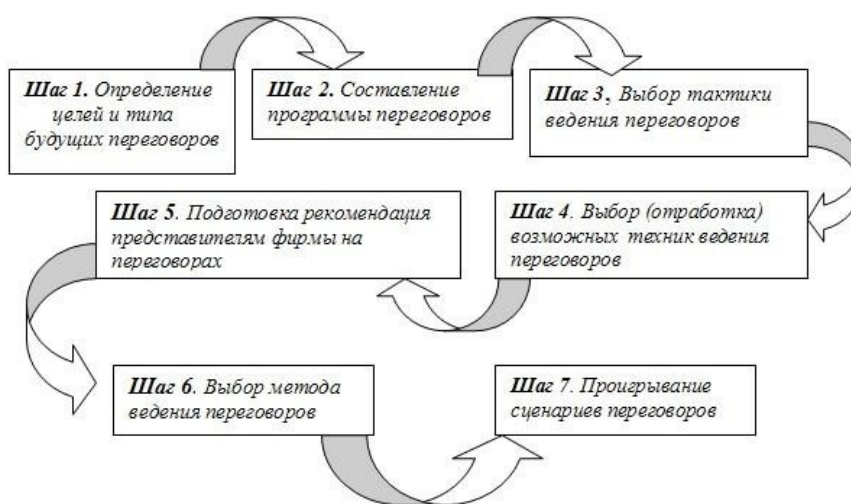 Шаг 1. Определение
целей и типа
будущих переговоров
Шаг 2. Составление
программы переговоров
Шаг 3, Выбор тактики
ведения переговоров
Шаг 4. Выбор (отработка)
возможных техник ведения
переговоров
Шаг 5. Подготовка рекомендация
представителям фирмы на
переговорах
Шаг 6. Выбор метода
ведения переговоров
Шаг 7. Проигрывание
сценариев переговоров